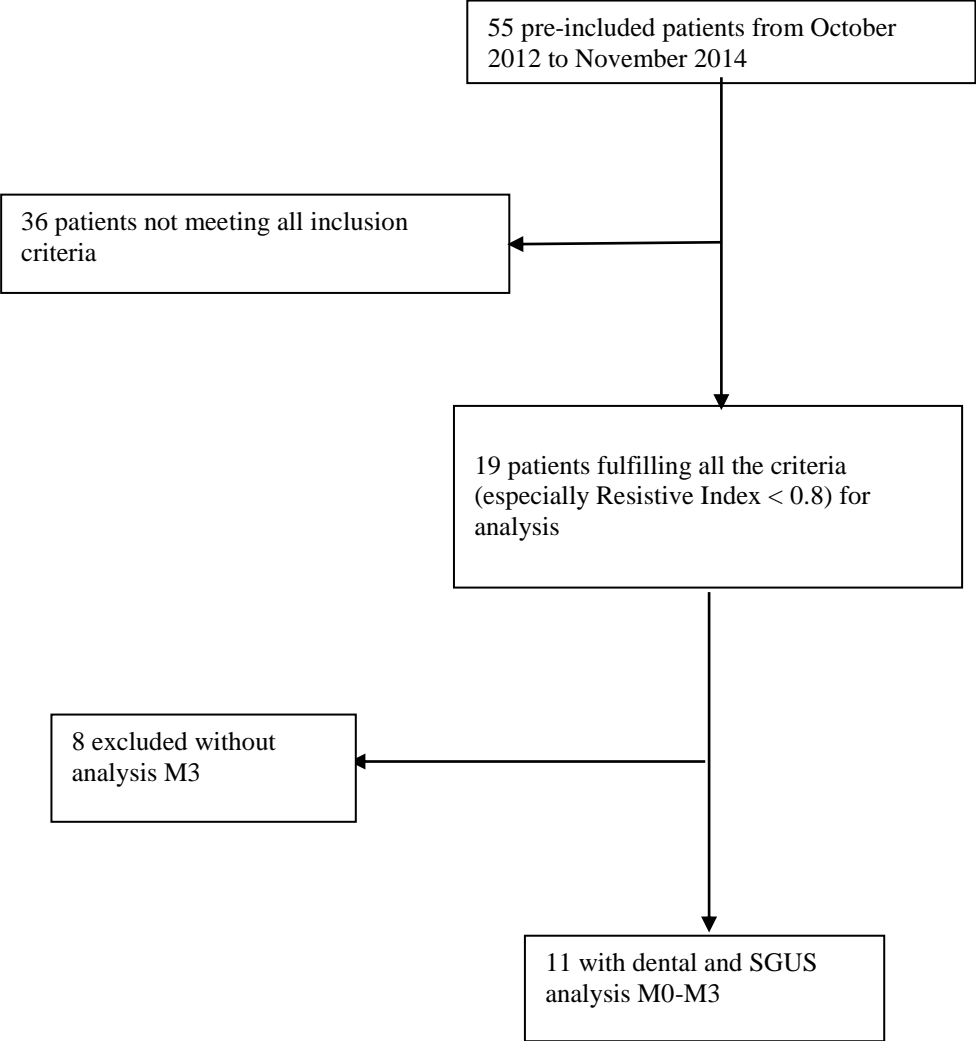 55 pre-included patients from October
2012 to November 2014
36 patients not meeting all inclusion
criteria
19 patients fulfilling all the criteria
(especially Resistive Index < 0.8) for
analysis
8 excluded without
analysis M3
11 with dental and SGUS
analysis M0-M3